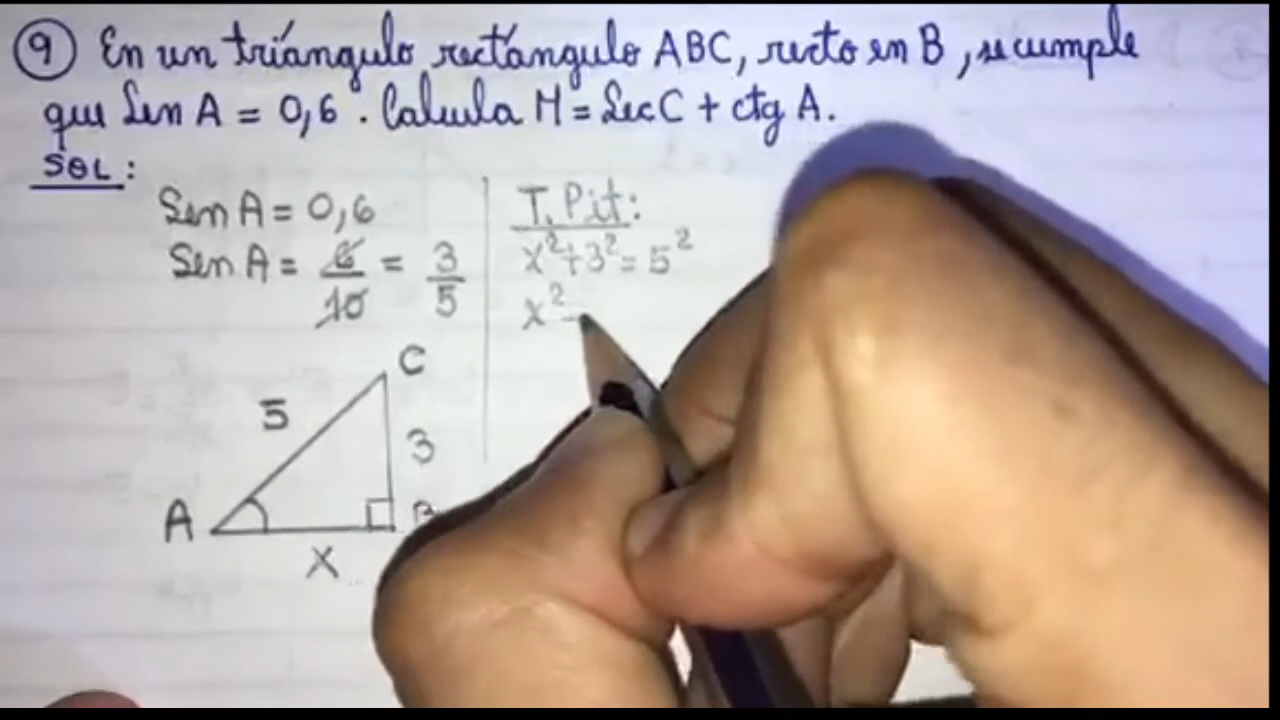 9 En un triángulo rectángulo ABC, recto en B, se cumple
que Sen A = 0,6. Calcula M = Sec C + ctg A.
SOL:
Sen A = 0,6
Sen A = 6/10 = 3/5
T. Pit:
x²+3² = 5²
x²
C
5
3
A
B
X